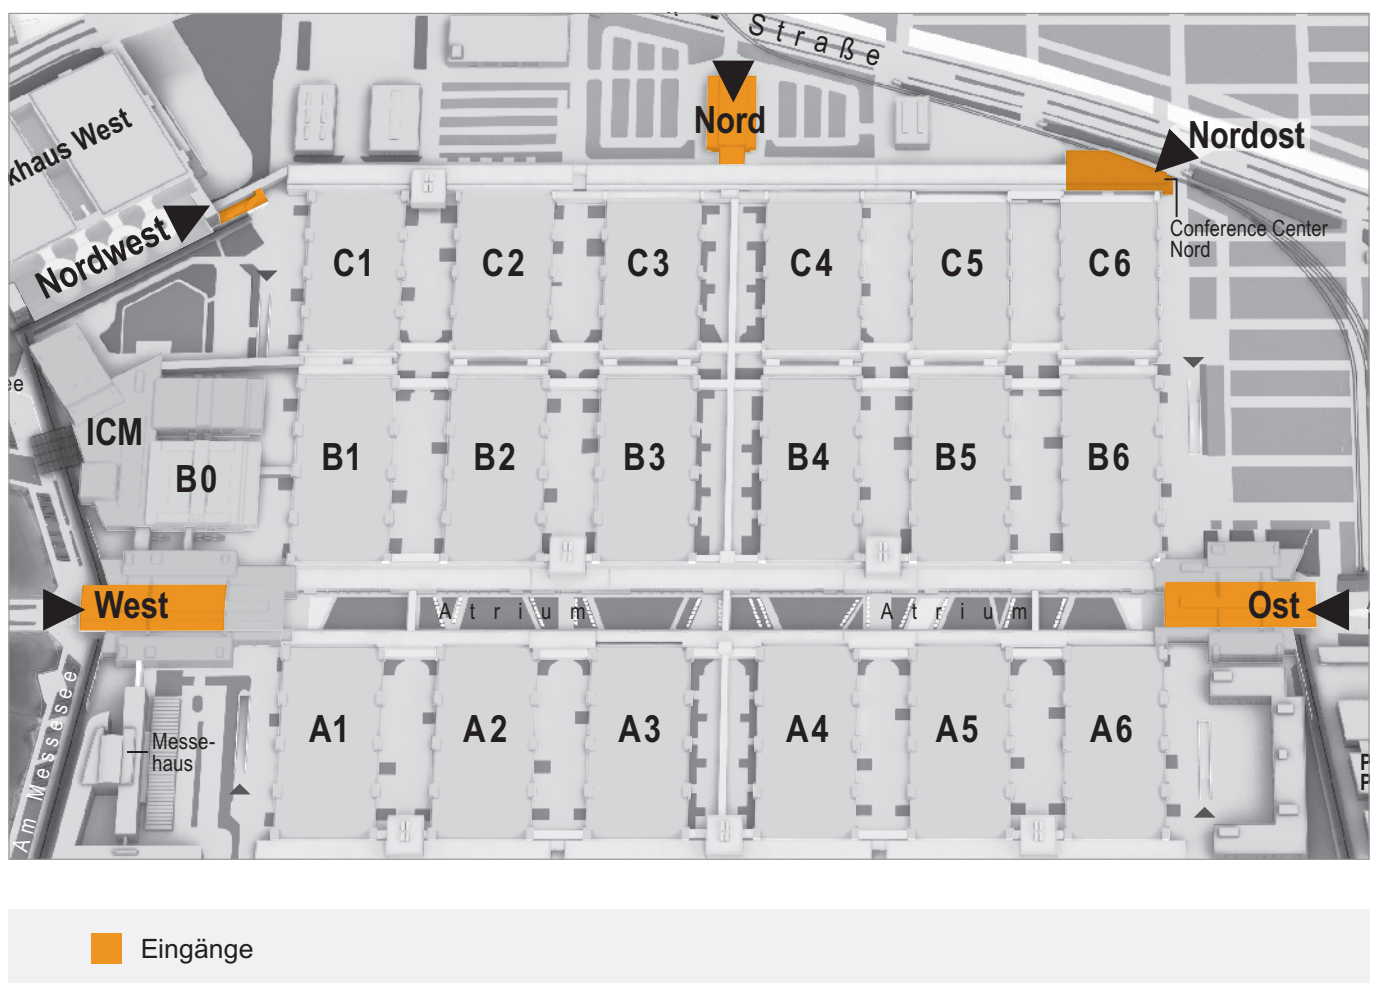 Straße
khaus West
Nord
Nordost
Nordwest
Conference Center
Nord
C1
C2
C3
C4
C5
C6
ee
ICM
B0
B1
B2
B3
B4
B5
B6
West
Atrium
Atrium
Ost
A1
A2
A3
A4
A5
A6
Messe-
haus
Am Messesee
P
P
Eingänge